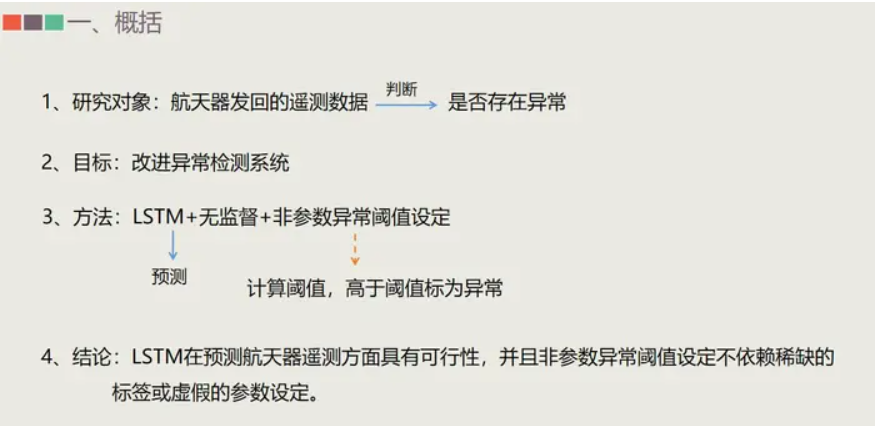 一、概括
判断
1、研究对象：航天器发回的遥测数据 是否存在异常
2、目标：改进异常检测系统
3、方法：LSTM+无监督+非参数异常阈值设定
预测
计算阈值，高于阈值标为异常
4、结论：LSTM在预测航天器遥测方面具有可行性，并且非参数异常阈值设定不依赖稀缺的
标签或虚假的参数设定。